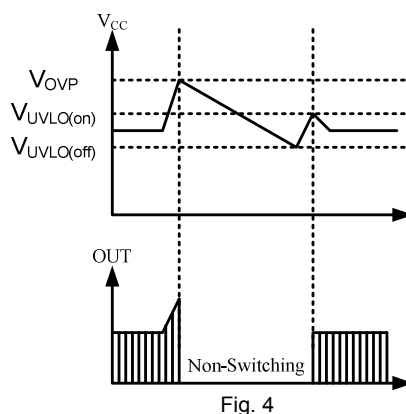 VCC
VOVP
VUVLO(on)
VUVLO(off)
OUT
Non-Switching
Fig. 4